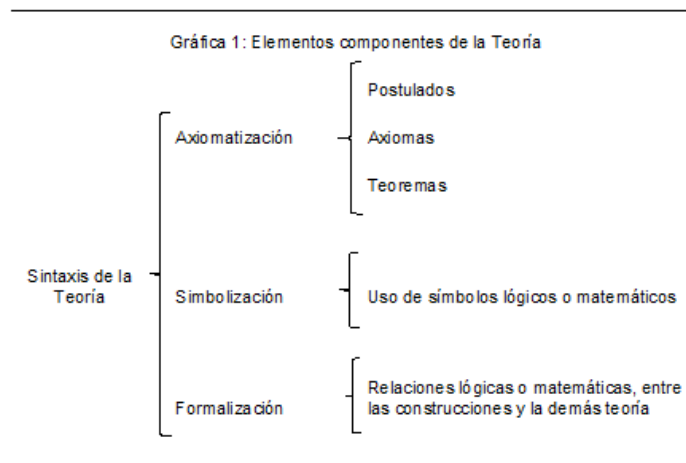 Gráfica 1: Elementos componentes de la Teoría
Postulados
Axiomatización
Axiomas
Teoremas
Sintaxis de la
Teoría
Simbolización
Uso de símbolos lógicos o matemáticos
Formalización
Relaciones lógicas o matemáticas, entre
las construcciones y la demás teoría